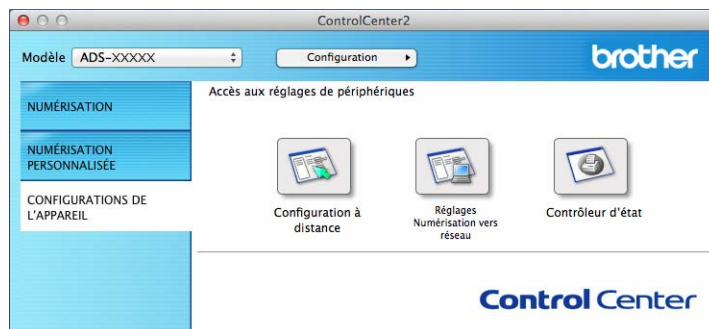 ControlCenter2
Modèle ADS-XXXXX Configuration brother
NUMÉRISATION
NUMÉRISATION
PERSONNALISÉE
CONFIGURATIONS DE
L'APPAREIL
Accès aux réglages de périphériques
Configuration à
distance
Réglages
Numérisation vers
réseau
Contrôleur d'état
Control Center